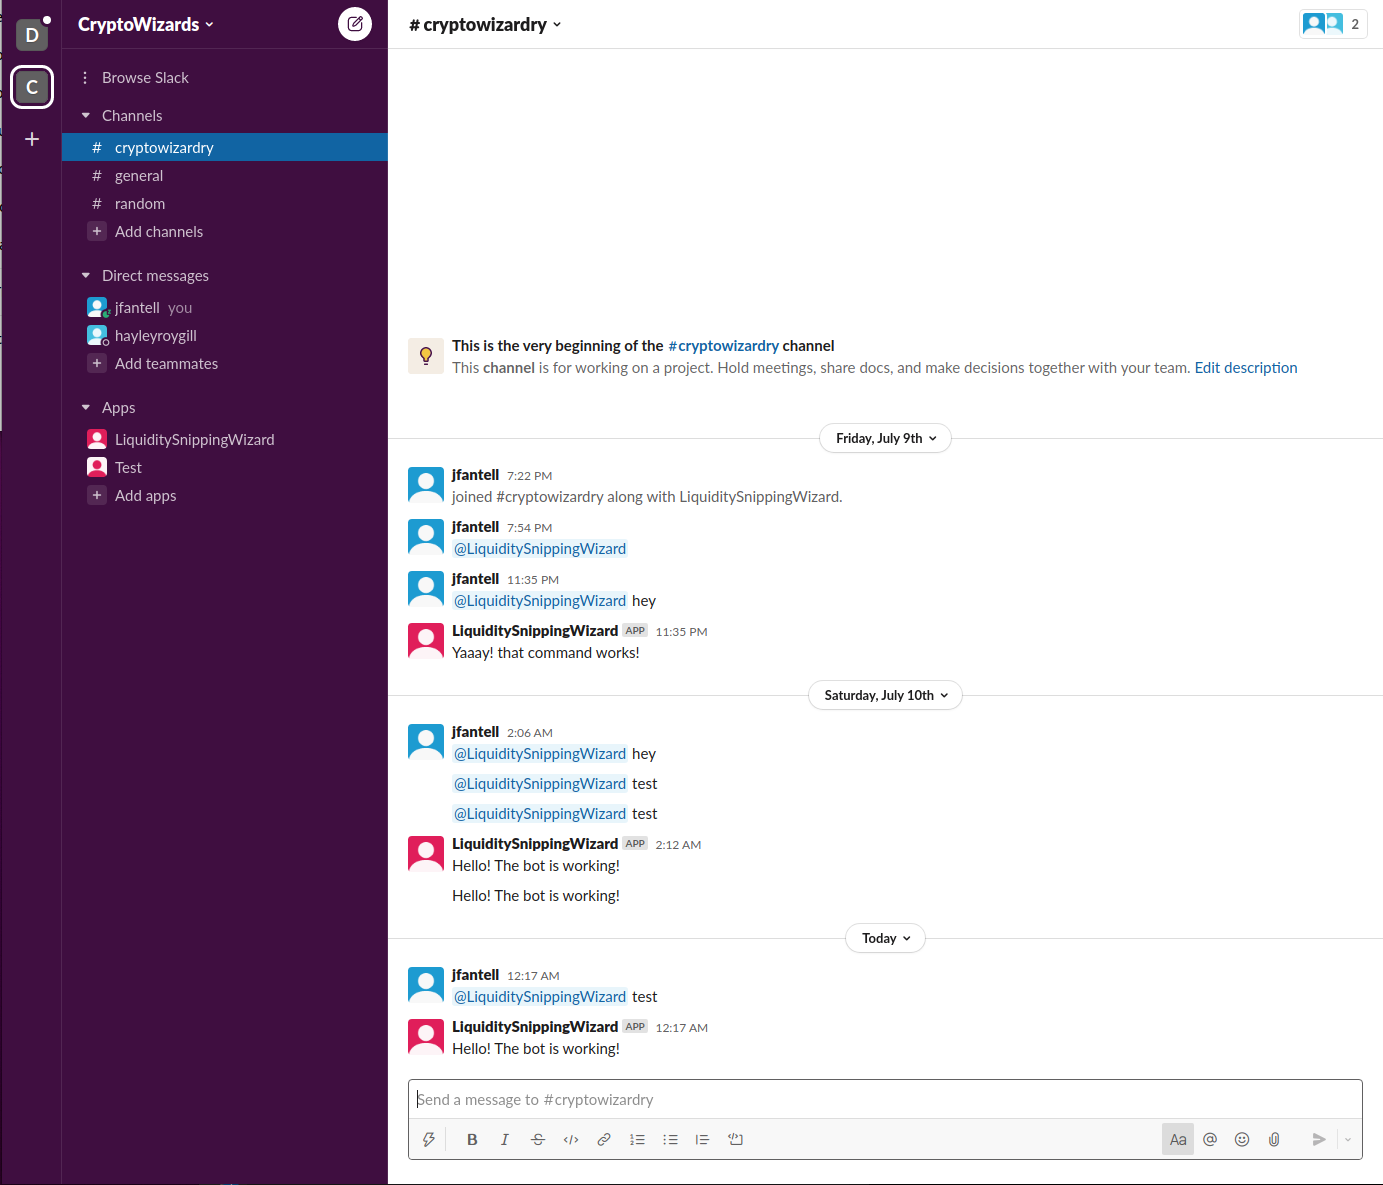 D
C
CryptoWizards
Browse Slack
Channels
# cryptowizardry
# general
# random
+ Add channels
Direct messages
jfantell you
hayleyroygill
+ Add teammates
Apps
LiquiditySnippingWizard
Test
+ Add apps
# cryptowizardry
2
This is the very beginning of the #cryptowizardry channel
This channel is for working on a project. Hold meetings, share docs, and make decisions together with your team. Edit description
Friday, July 9th
jfantell 7:22 PM
joined #cryptowizardry along with LiquiditySnippingWizard.
jfantell 7:54 PM
@LiquiditySnippingWizard
jfantell 11:35 PM
@LiquiditySnippingWizard hey
LiquiditySnippingWizard APP 11:35 PM
Yaaay! that command works!
Saturday, July 10th
jfantell 2:06 AM
@LiquiditySnippingWizard hey
@LiquiditySnippingWizard test
@LiquiditySnippingWizard test
LiquiditySnippingWizard APP 2:12 AM
Hello! The bot is working!
Hello! The bot is working!
Today
jfantell 12:17 AM
@LiquiditySnippingWizard test
LiquiditySnippingWizard APP 12:17 AM
Hello! The bot is working!
Send a message to #cryptowizardry
B I S Aa @